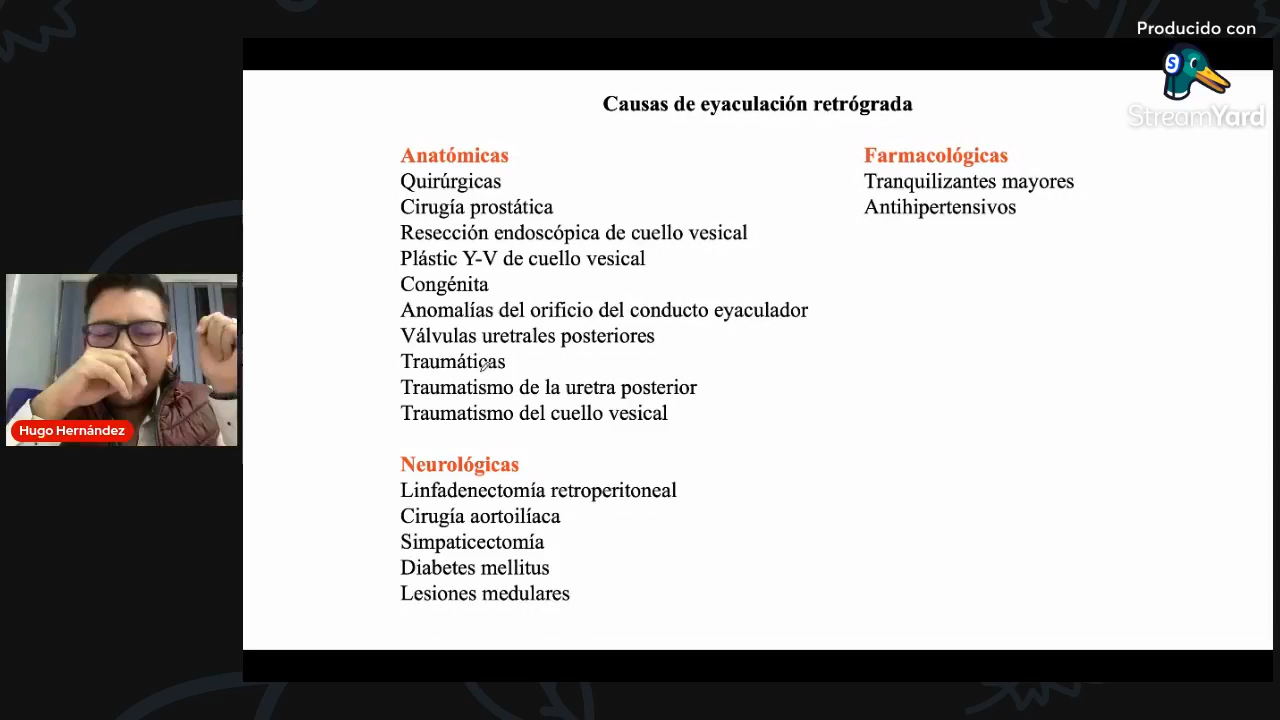 Producido con
StreamYard
Causas de eyaculación retrógrada
Anatómicas
Quirúrgicas
Cirugía prostática
Resección endoscópica de cuello vesical
Plástic Y-V de cuello vesical
Congénita
Anomalías del orificio del conducto eyaculador
Válvulas uretrales posteriores
Traumáticas
Traumatismo de la uretra posterior
Traumatismo del cuello vesical
Neurológicas
Linfadenectomía retroperitoneal
Cirugía aortoilíaca
Simpaticectomía
Diabetes mellitus
Lesiones medulares
Farmacológicas
Tranquilizantes mayores
Antihipertensivos
Hugo Hernández